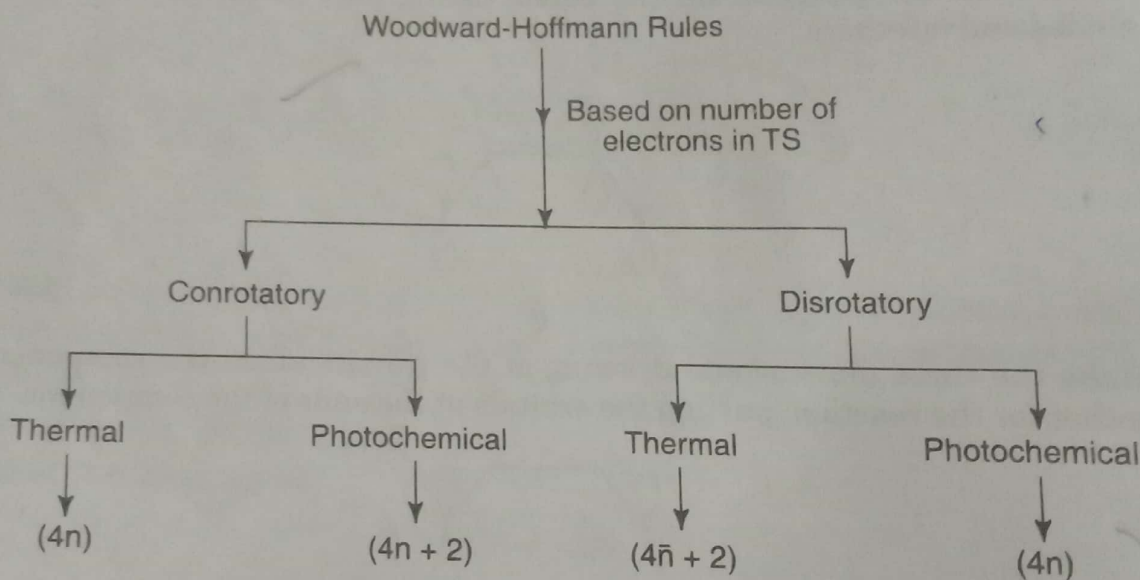 Woodward-Hoffmann Rules
Based on number of
electrons in TS
Conrotatory
Disrotatory
Thermal
Photochemical
Thermal
Photochemical
(4n)
(4n + 2)
(4n̄ + 2)
(4n)